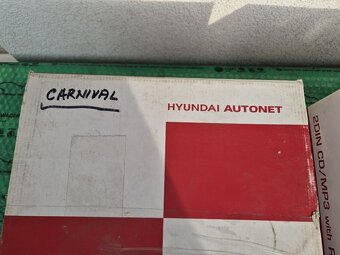 CARNIVAL
HYUNDAI AUTONET
2DIN CD/MP3 with